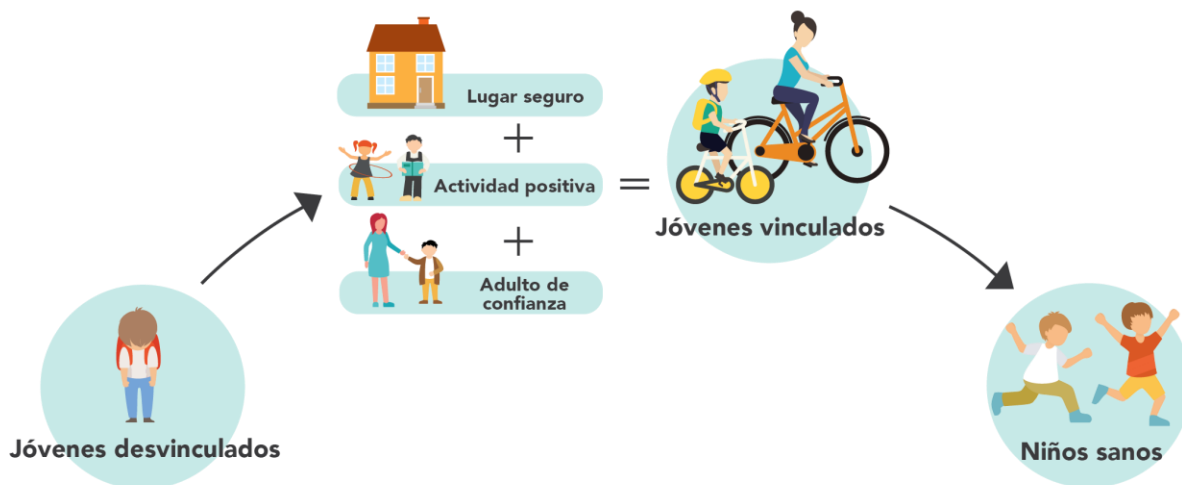 Jóvenes desvinculados
Lugar seguro
+
Actividad positiva
+
Adulto de
confianza
=
Jóvenes vinculados
Niños sanos